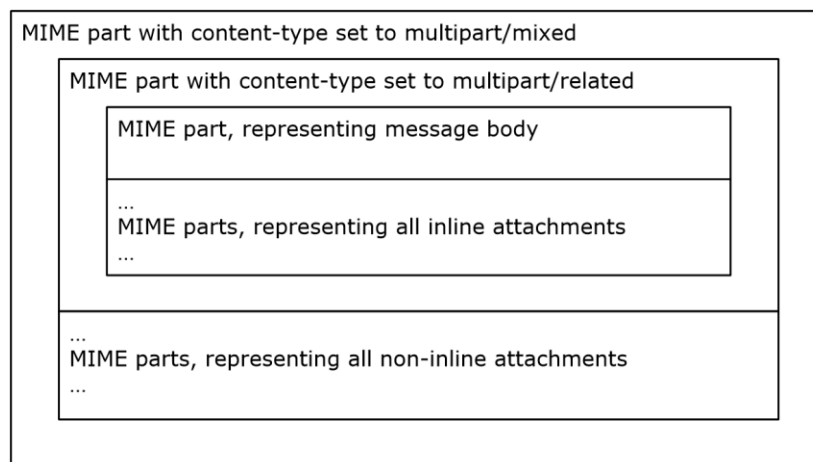 MIME part with content-type set to multipart/mixed
MIME part with content-type set to multipart/related
MIME part, representing message body
...
MIME parts, representing all inline attachments
...
...
MIME parts, representing all non-inline attachments
...